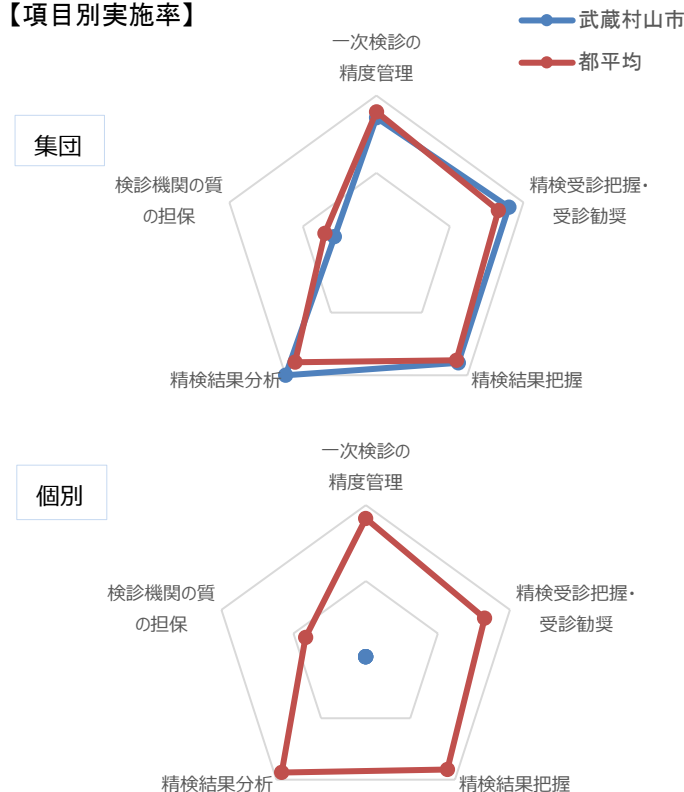 【項目別実施率】
武蔵村山市
都平均
集団
一次検診の
精度管理
精検受診把握・
受診勧奨
精検結果把握
精検結果分析
検診機関の質
の担保
個別
一次検診の
精度管理
精検受診把握・
受診勧奨
精検結果把握
精検結果分析
検診機関の質
の担保